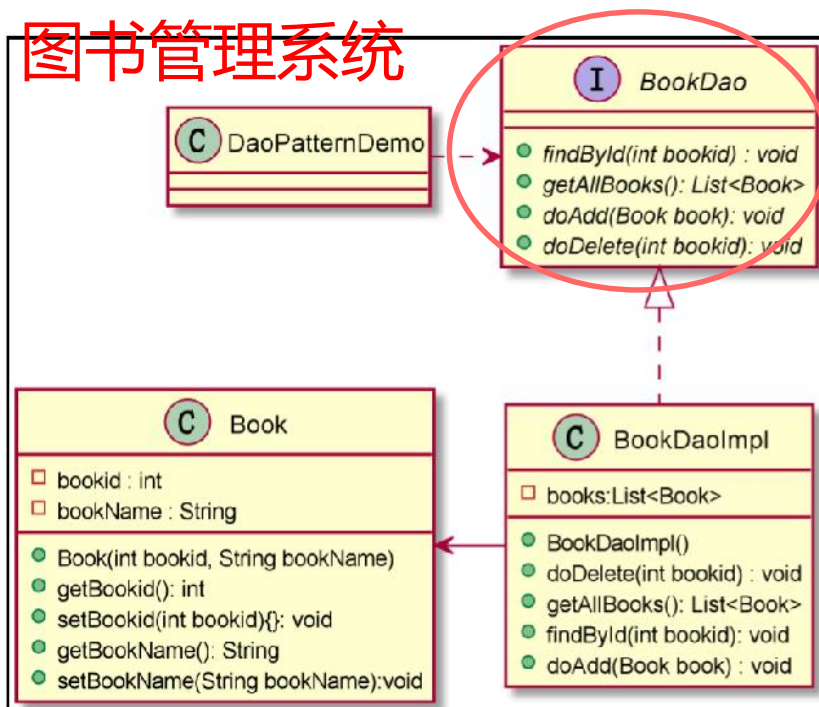 图书管理系统
I BookDao
findById(int bookid) : void
getAllBooks(): List<Book>
doAdd(Book book): void
doDelete(int bookid): void
C DaoPatternDemo
C Book
bookid : int
bookName : String
Book(int bookid, String bookName)
getBookid(): int
setBookid(int bookid){}: void
getBookName(): String
setBookName(String bookName):void
C BookDaoImpl
books:List<Book>
BookDaoImpl()
doDelete(int bookid) : void
getAllBooks(): List<Book>
findById(int bookid): void
doAdd(Book book) : void